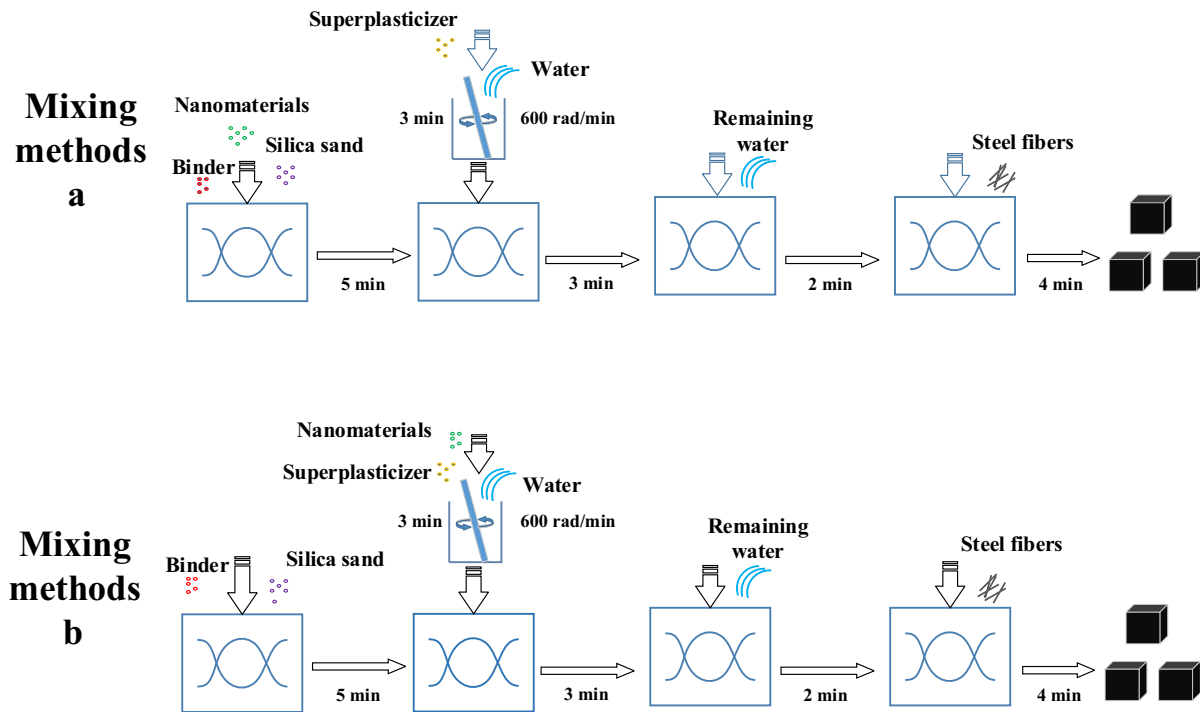 Mixing
methods
a
Superplasticizer
Water
3 min
600 rad/min
Nanomaterials
Silica sand
Binder
Remaining
water
Steel fibers
5 min
3 min
2 min
4 min
Mixing
methods
b
Nanomaterials
Superplasticizer
Water
3 min
600 rad/min
Binder
Silica sand
Remaining
water
Steel fibers
5 min
3 min
2 min
4 min